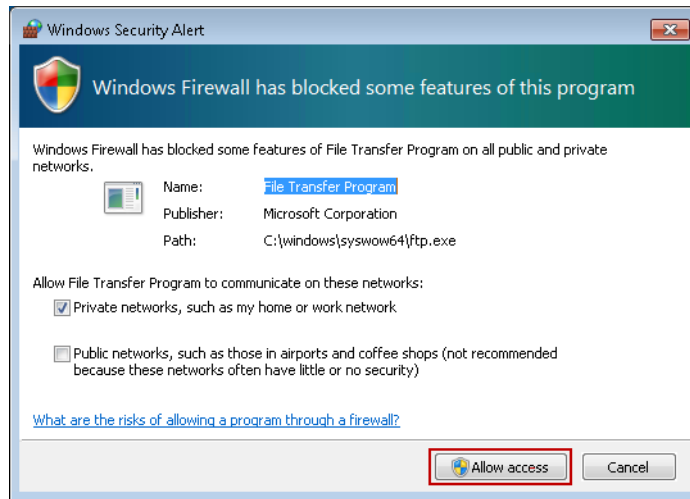 Windows Security Alert
Windows Firewall has blocked some features of this program
Windows Firewall has blocked some features of File Transfer Program on all public and private
networks.
Name: File Transfer Program
Publisher: Microsoft Corporation
Path: C:\windows\syswow64\ftp.exe
Allow File Transfer Program to communicate on these networks:
Private networks, such as my home or work network
Public networks, such as those in airports and coffee shops (not recommended
because these networks often have little or no security)
What are the risks of allowing a program through a firewall?
Allow access Cancel